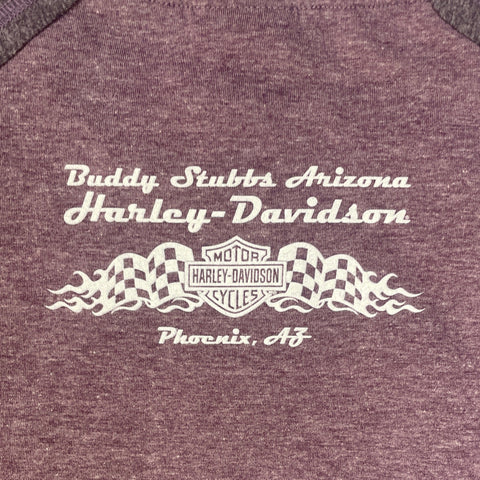 Buddy Stubbs Arizona
Harley-Davidson
MOTOR
HARLEY-DAVIDSON
CYCLES
Phoenix, AZ